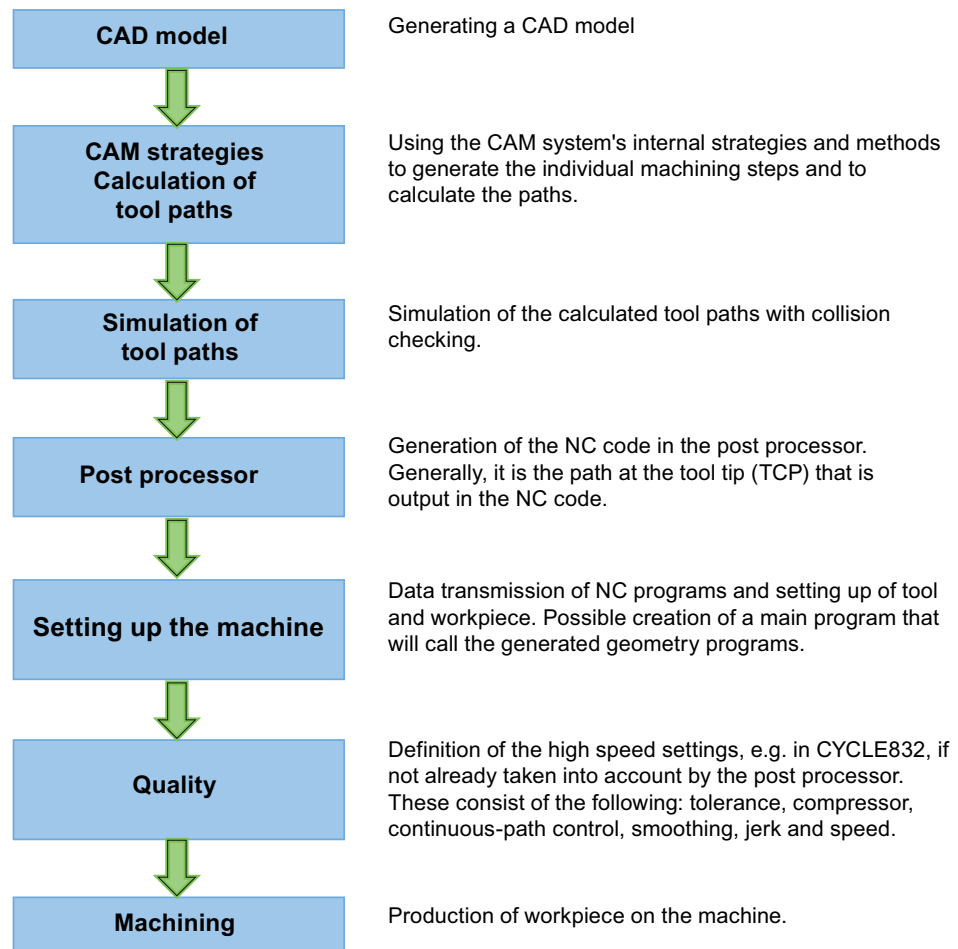 CAD model
Generating a CAD model
CAM strategies
Calculation of
tool paths
Using the CAM system's internal strategies and methods
to generate the individual machining steps and to
calculate the paths.
Simulation of
tool paths
Simulation of the calculated tool paths with collision
checking.
Post processor
Generation of the NC code in the post processor.
Generally, it is the path at the tool tip (TCP) that is
output in the NC code.
Setting up the machine
Data transmission of NC programs and setting up of tool
and workpiece. Possible creation of a main program that
will call the generated geometry programs.
Quality
Definition of the high speed settings, e.g. in CYCLE832, if
not already taken into account by the post processor.
These consist of the following: tolerance, compressor,
continuous-path control, smoothing, jerk and speed.
Machining
Production of workpiece on the machine.